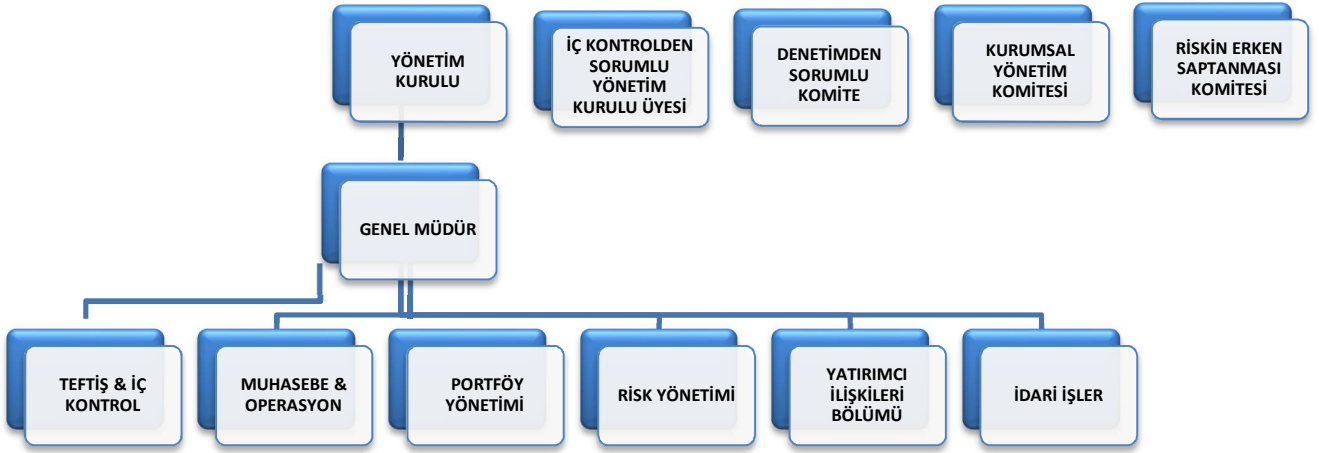 YÖNETİM
KURULU
İÇ KONTROLDEN
SORUMLU
YÖNETİM
KURULU ÜYESİ
DENETİMDEN
SORUMLU
KOMİTE
KURUMSAL
YÖNETİM
KOMİTESİ
RİSKİN ERKEN
SAPTANMASI
KOMİTESİ
GENEL MÜDÜR
TEFTİŞ & İÇ
KONTROL
MUHASEBE &
OPERASYON
PORTFÖY
YÖNETİMİ
RİSK YÖNETİMİ
YATIRIMCI
İLİŞKİLERİ
BÖLÜMÜ
İDARİ İŞLER